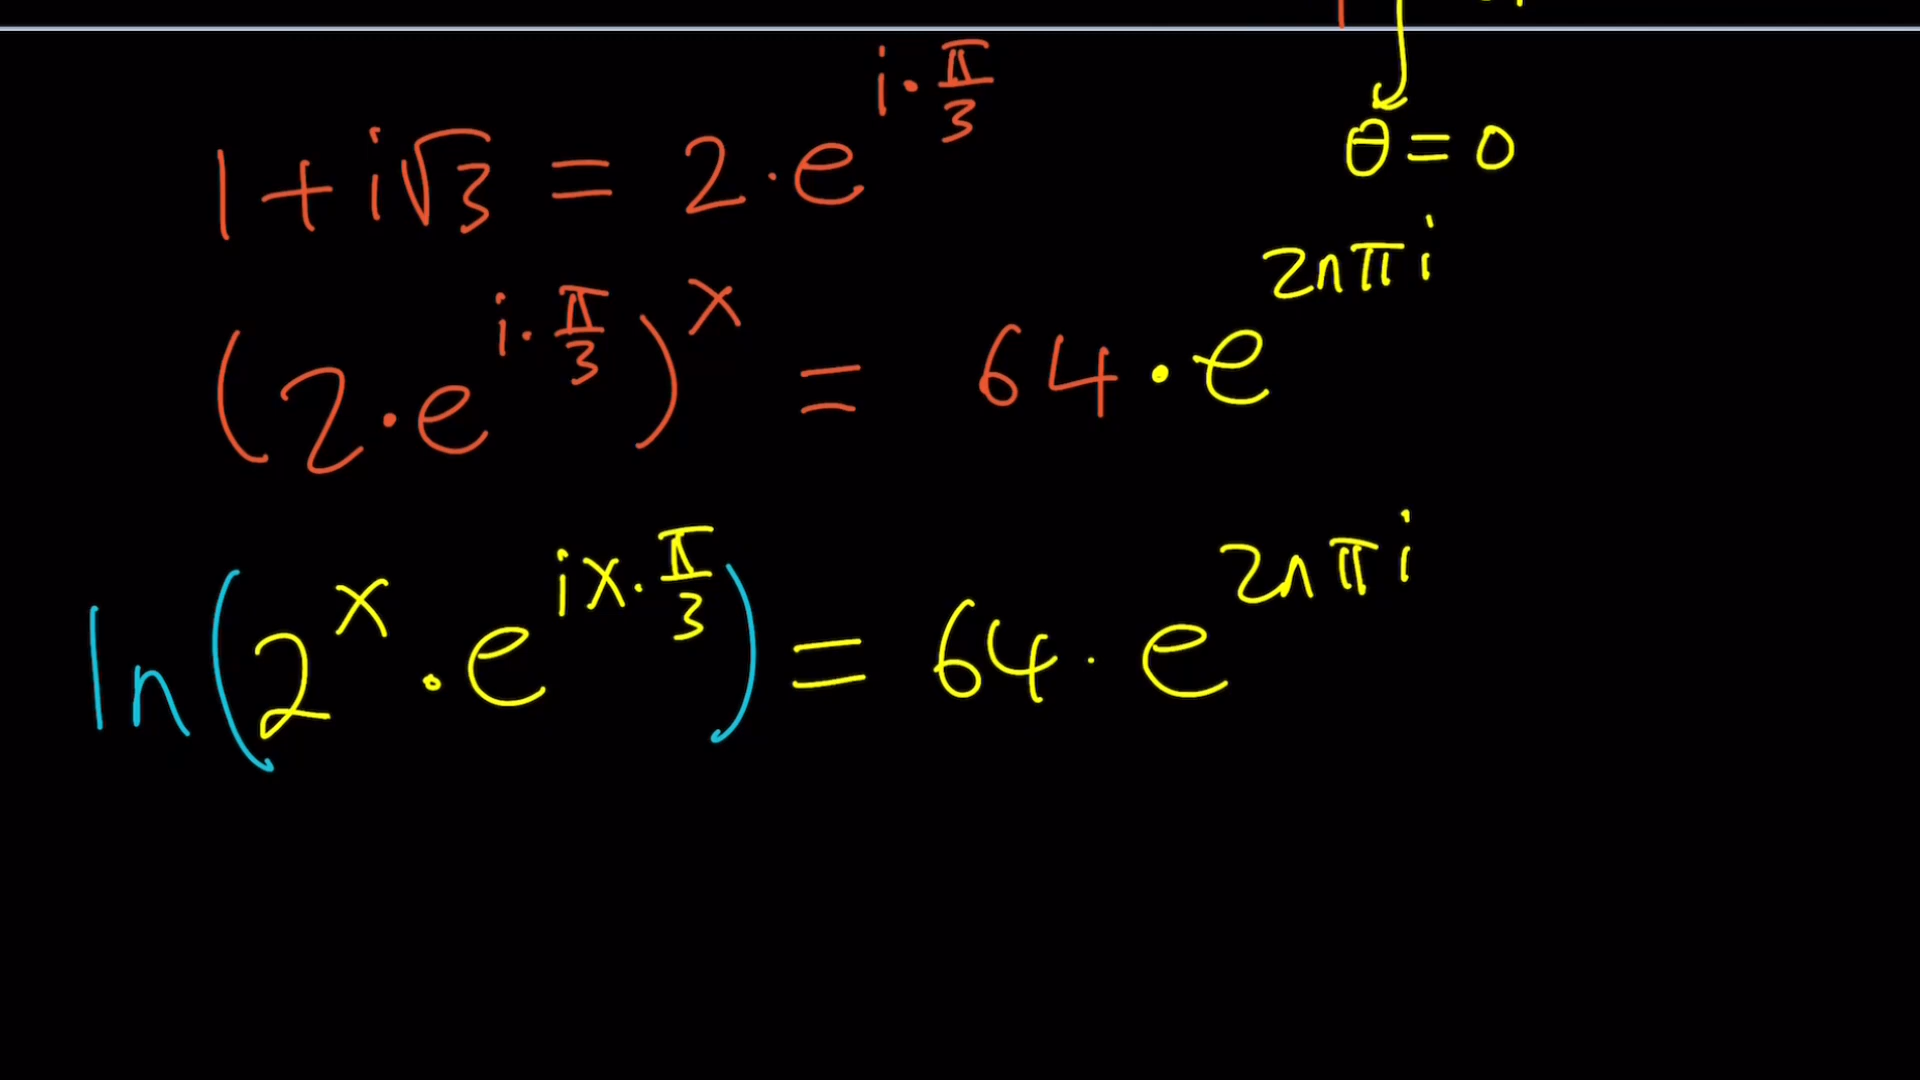 θ = 0
1 + i√3 = 2 · e^{i · π/3}
(2 · e^{i · π/3})^x = 64 · e^{2nπi}
ln(2^x · e^{ix · π/3}) = 64 · e^{2nπi}